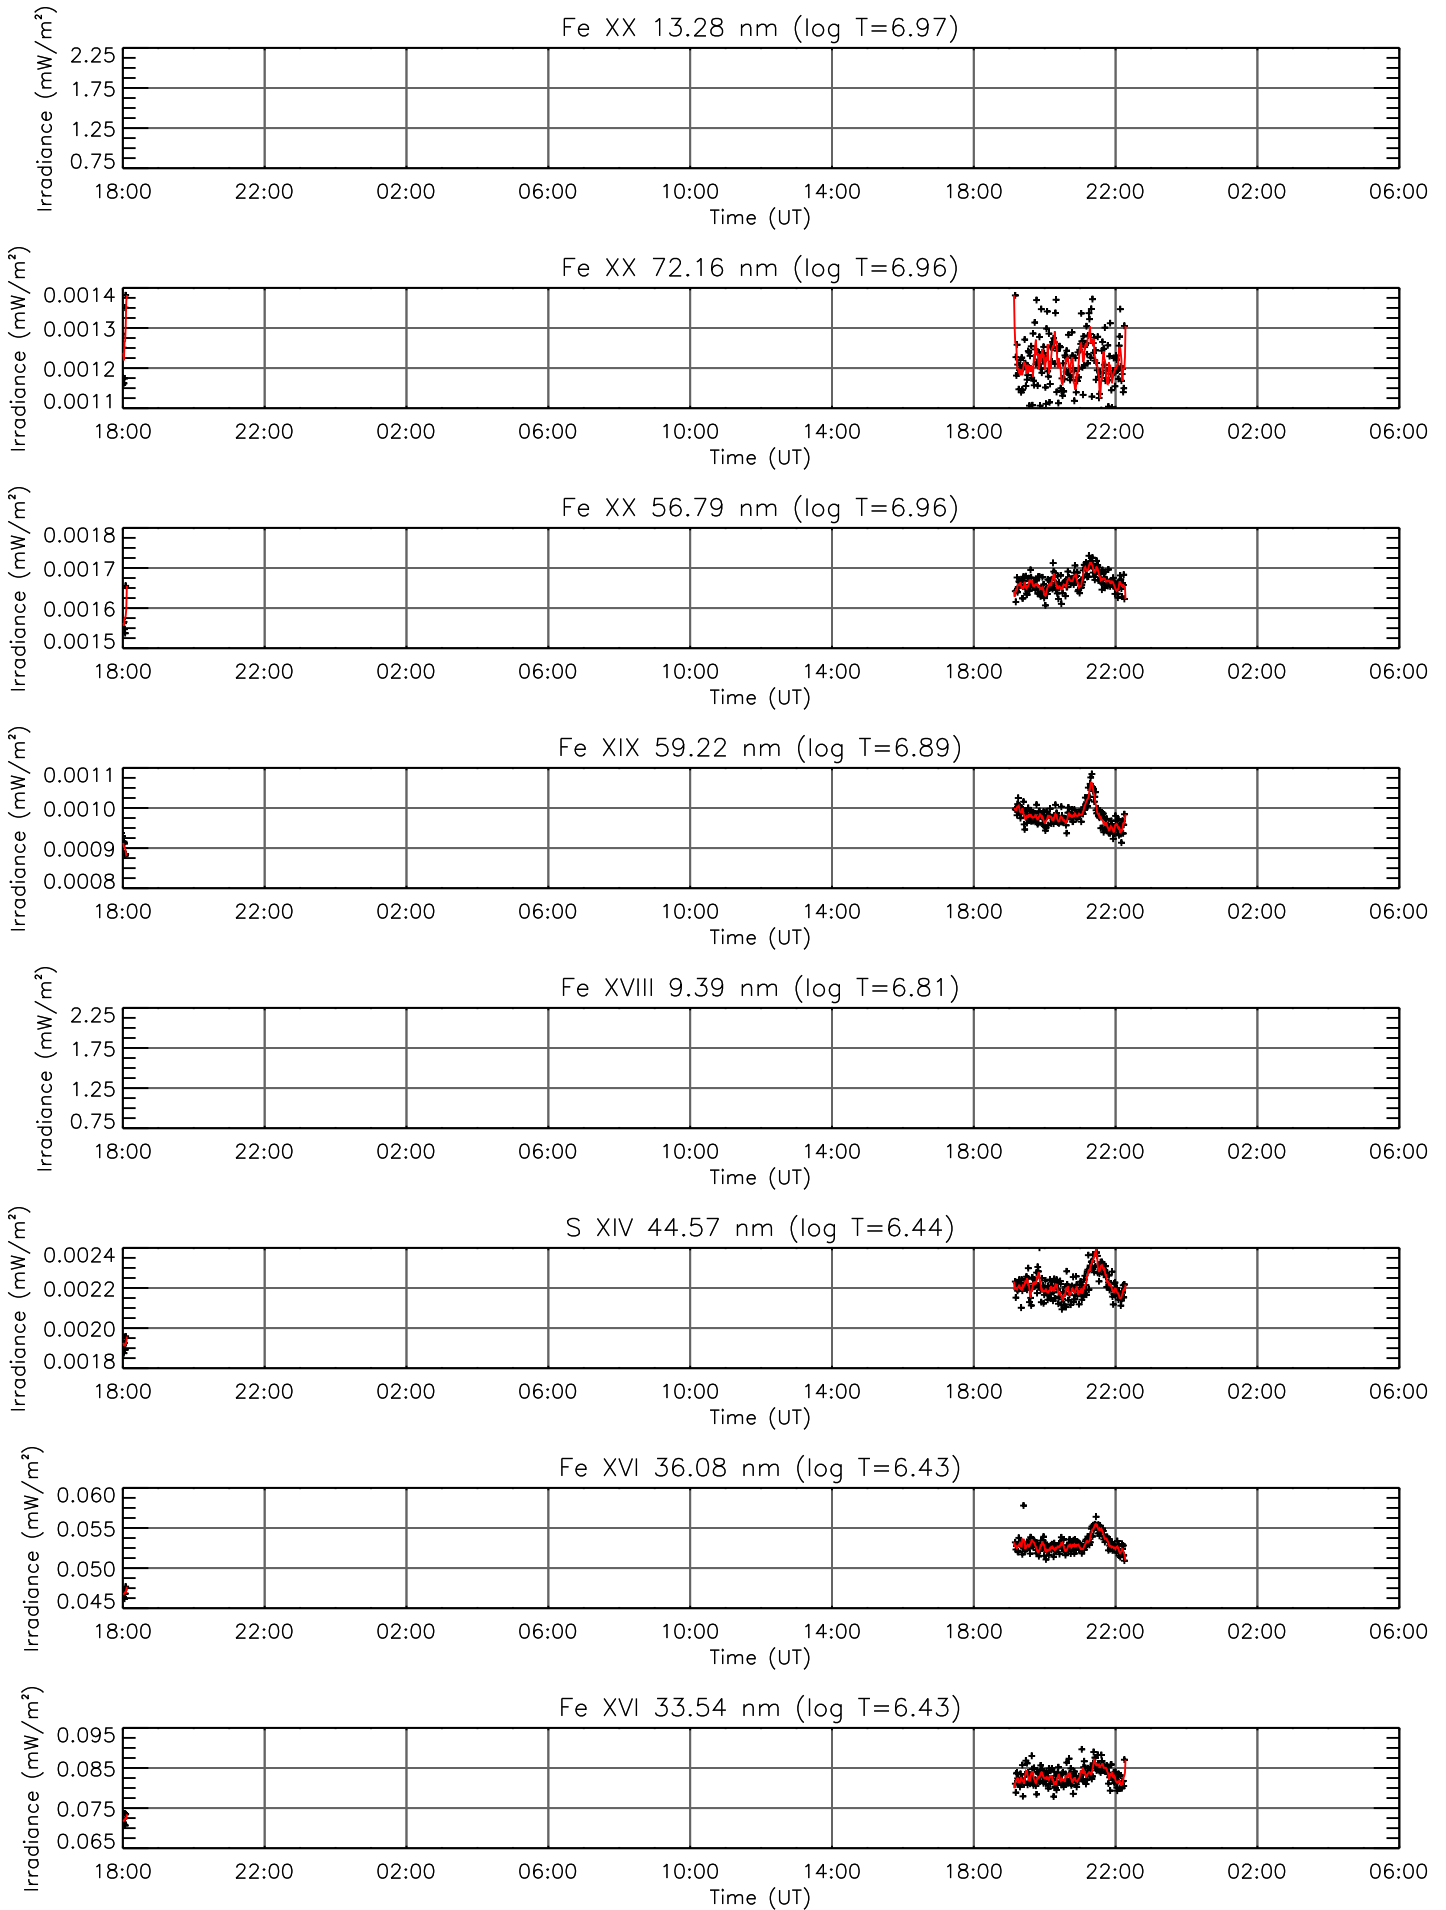 Fe XX 13.28 nm (log T=6.97)
Irradiance (mW/m²)
2.25
1.75
1.25
0.75
18:00 22:00 02:00 06:00 10:00 14:00 18:00 22:00 02:00 06:00
Time (UT)
Fe XX 72.16 nm (log T=6.96)
Irradiance (mW/m²)
0.0014
0.0013
0.0012
0.0011
18:00 22:00 02:00 06:00 10:00 14:00 18:00 22:00 02:00 06:00
Time (UT)
Fe XX 56.79 nm (log T=6.96)
Irradiance (mW/m²)
0.0018
0.0017
0.0016
0.0015
18:00 22:00 02:00 06:00 10:00 14:00 18:00 22:00 02:00 06:00
Time (UT)
Fe XIX 59.22 nm (log T=6.89)
Irradiance (mW/m²)
0.0011
0.0010
0.0009
0.0008
18:00 22:00 02:00 06:00 10:00 14:00 18:00 22:00 02:00 06:00
Time (UT)
Fe XVIII 9.39 nm (log T=6.81)
Irradiance (mW/m²)
2.25
1.75
1.25
0.75
18:00 22:00 02:00 06:00 10:00 14:00 18:00 22:00 02:00 06:00
Time (UT)
S XIV 44.57 nm (log T=6.44)
Irradiance (mW/m²)
0.0024
0.0022
0.0020
0.0018
18:00 22:00 02:00 06:00 10:00 14:00 18:00 22:00 02:00 06:00
Time (UT)
Fe XVI 36.08 nm (log T=6.43)
Irradiance (mW/m²)
0.060
0.055
0.050
0.045
18:00 22:00 02:00 06:00 10:00 14:00 18:00 22:00 02:00 06:00
Time (UT)
Fe XVI 33.54 nm (log T=6.43)
Irradiance (mW/m²)
0.095
0.085
0.075
0.065
18:00 22:00 02:00 06:00 10:00 14:00 18:00 22:00 02:00 06:00
Time (UT)